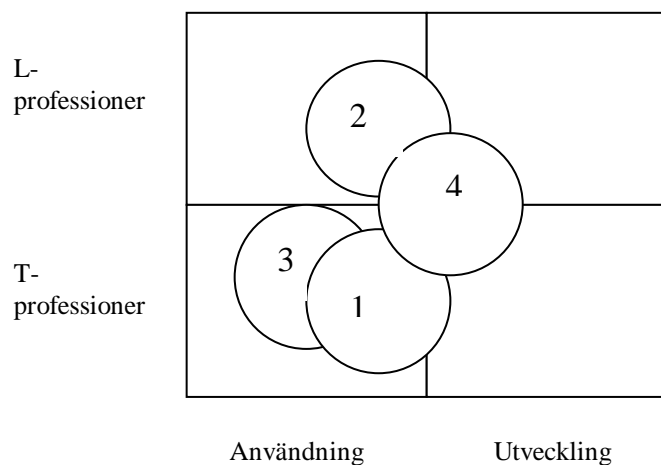 L-
professioner
2
4
3
T-
professioner
1
Användning Utveckling